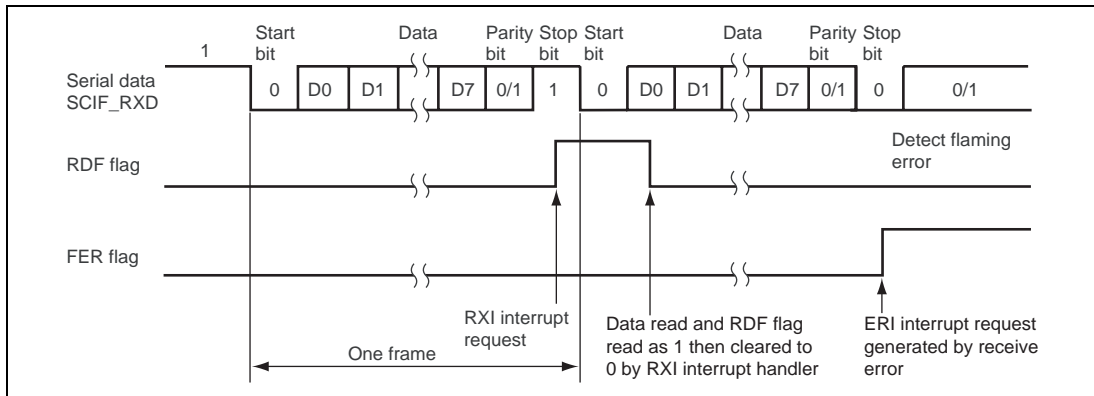 Start bit
Data
Parity bit
Stop bit
Start bit
Data
Parity bit
Stop bit
1
Serial data
SCIF_RXD
0 D0 D1 D7 0/1 1 0 D0 D1 D7 0/1 0 0/1
RDF flag
Detect flaming
error
FER flag
RXI interrupt
request
Data read and RDF flag
read as 1 then cleared to
0 by RXI interrupt handler
ERI interrupt request
generated by receive
error
One frame